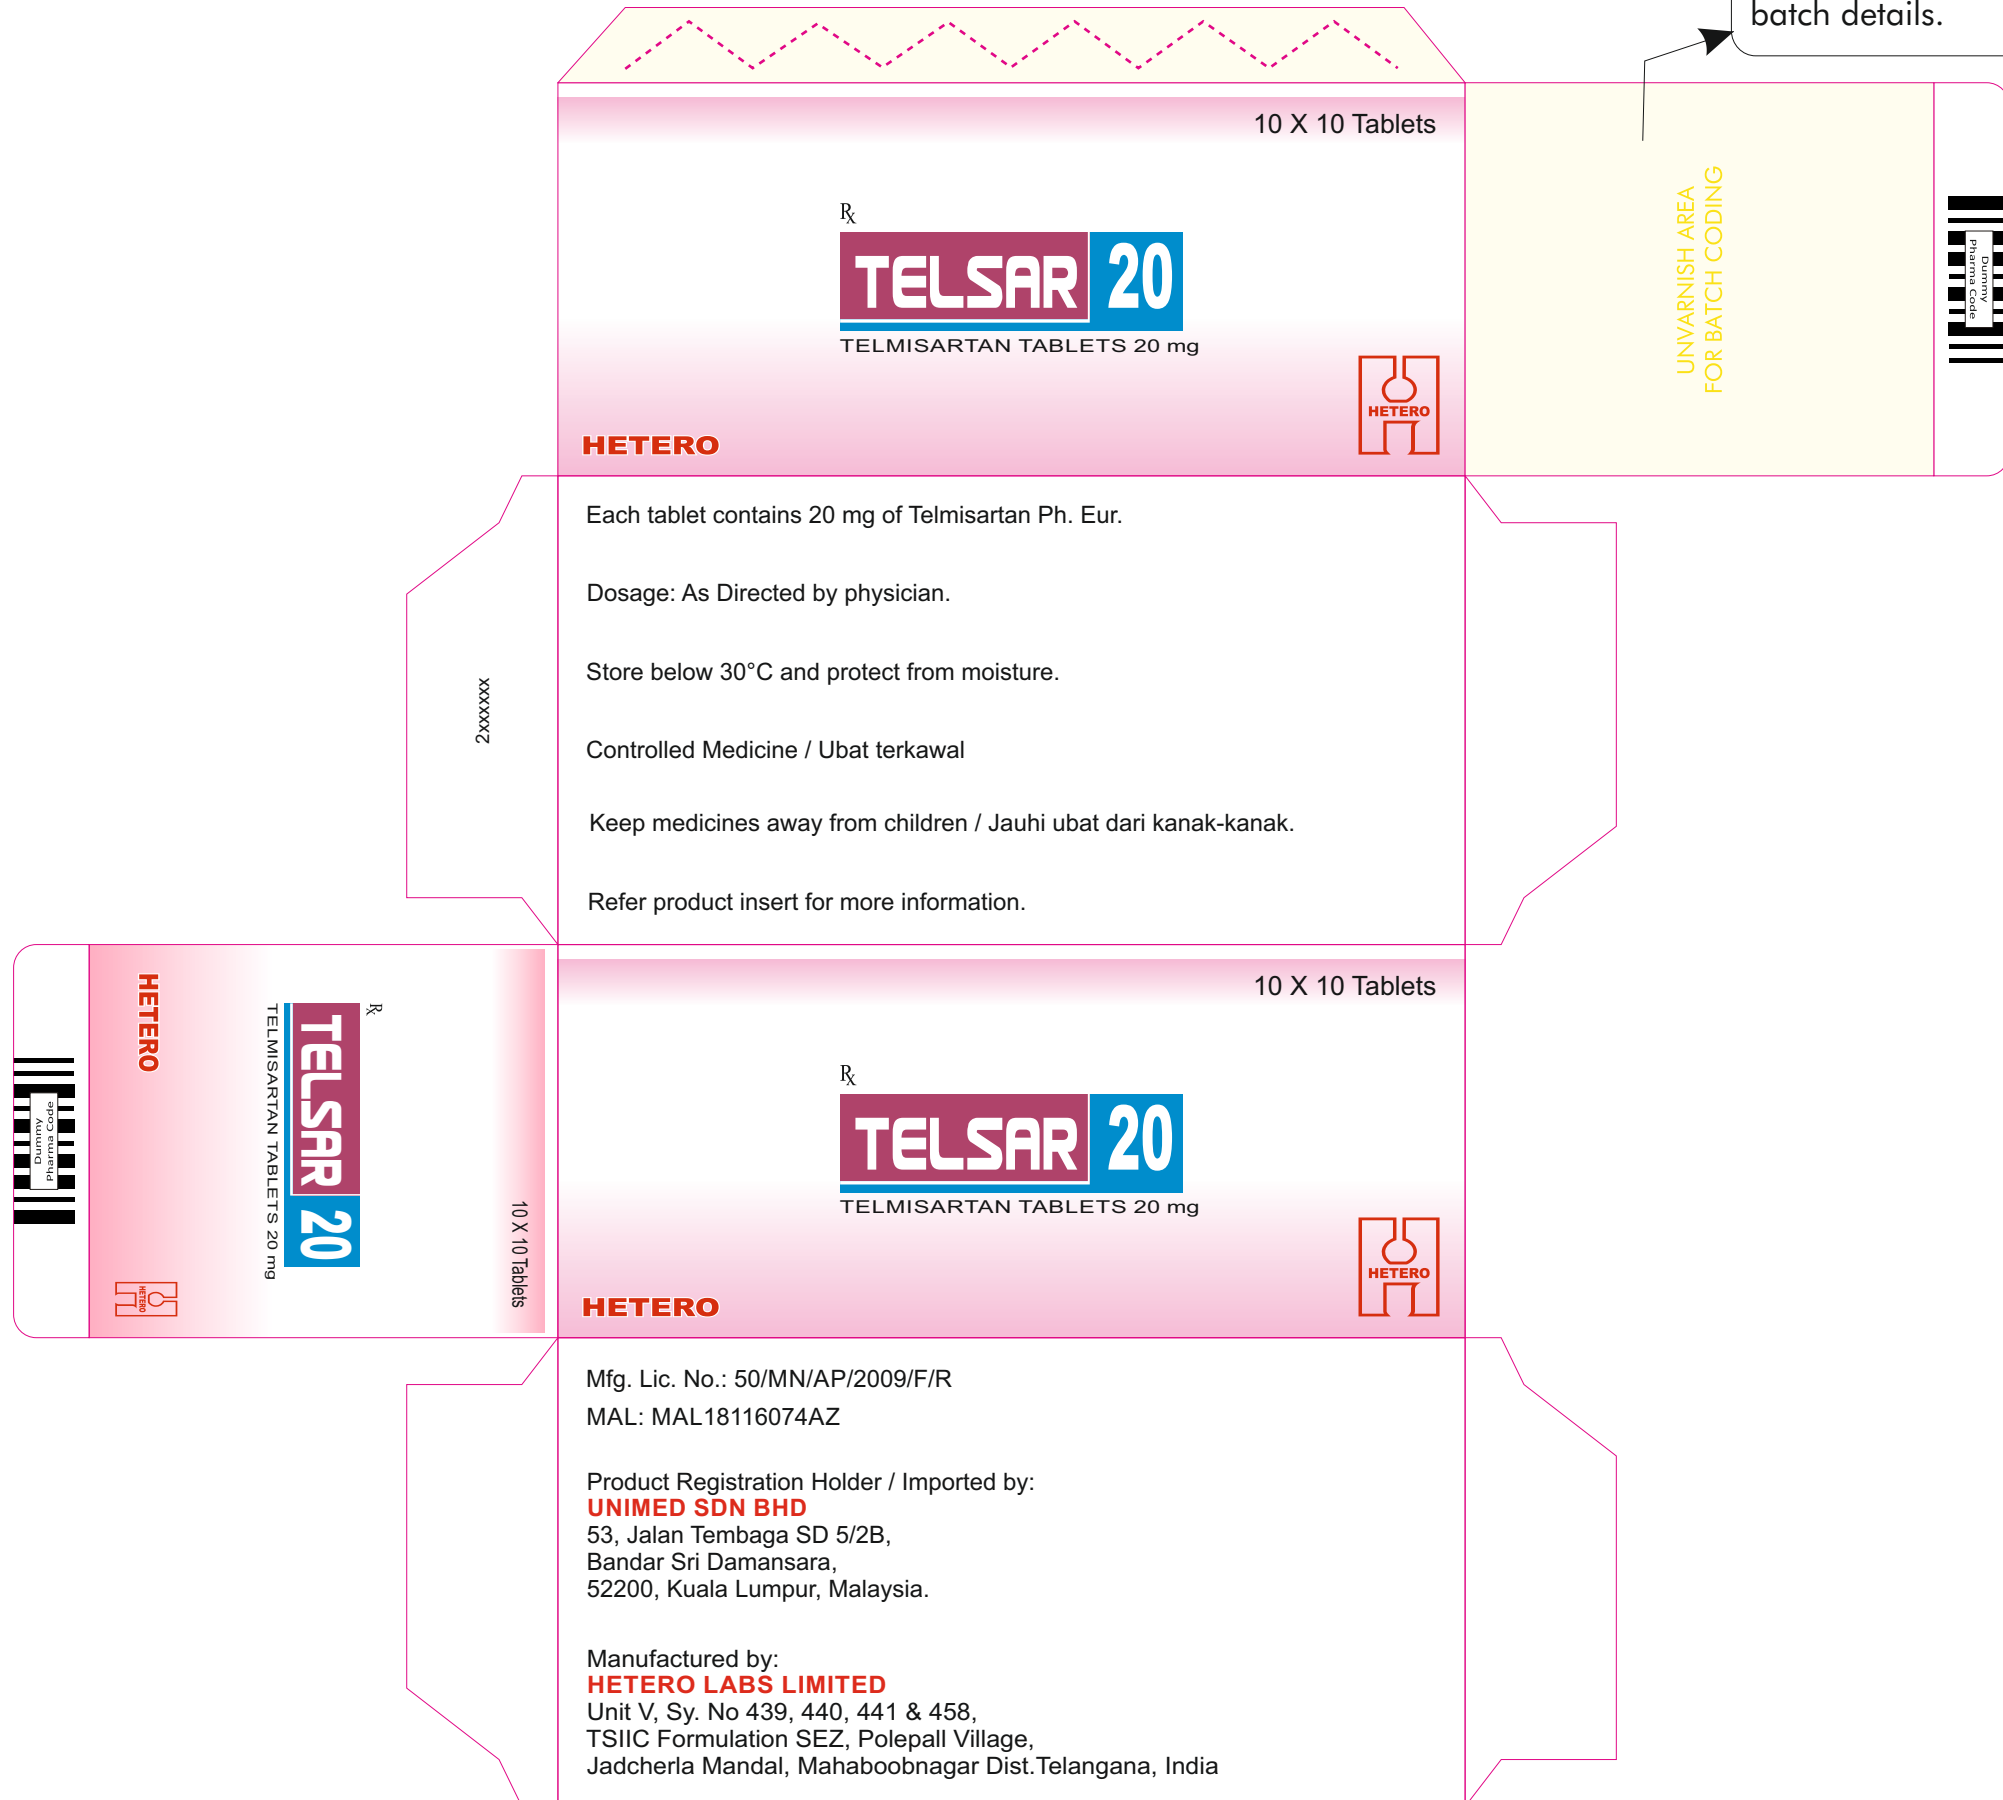 batch details.
10 X 10 Tablets
Rx
TELSAR 20
TELMISARTAN TABLETS 20 mg
HETERO
HETERO
UNVARNISH AREA
FOR BATCH CODING
Dummy
Pharma Code
Each tablet contains 20 mg of Telmisartan Ph. Eur.
Dosage: As Directed by physician.
Store below 30°C and protect from moisture.
Controlled Medicine / Ubat terkawal
Keep medicines away from children / Jauhi ubat dari kanak-kanak.
Refer product insert for more information.
2xxxxxx
10 X 10 Tablets
Rx
TELSAR 20
TELMISARTAN TABLETS 20 mg
HETERO
HETERO
Dummy
Pharma Code
10 X 10 Tablets
Rx
TELSAR 20
TELMISARTAN TABLETS 20 mg
HETERO
HETERO
Mfg. Lic. No.: 50/MN/AP/2009/F/R
MAL: MAL18116074AZ
Product Registration Holder / Imported by:
UNIMED SDN BHD
53, Jalan Tembaga SD 5/2B,
Bandar Sri Damansara,
52200, Kuala Lumpur, Malaysia.
Manufactured by:
HETERO LABS LIMITED
Unit V, Sy. No 439, 440, 441 & 458,
TSIIC Formulation SEZ, Polepall Village,
Jadcherla Mandal, Mahaboobnagar Dist.Telangana, India